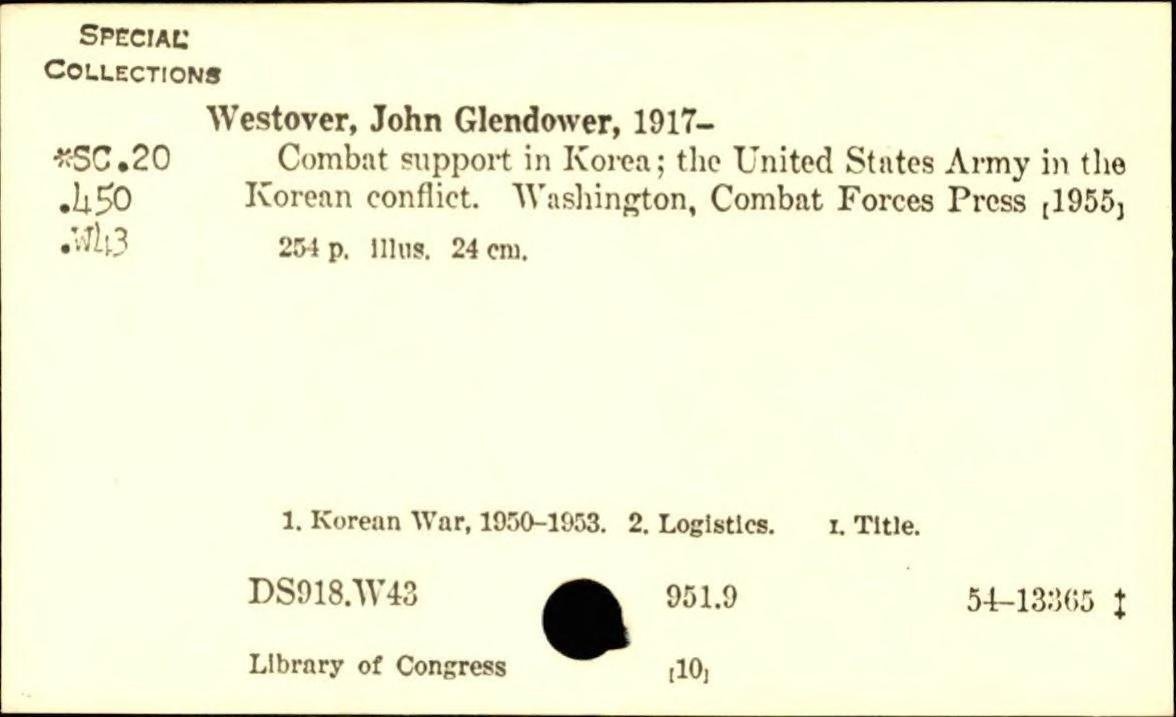 SPECIAL
COLLECTIONS
Westover, John Glendower, 1917–
*SC.20
Combat support in Korea; the United States Army in the
.450
Korean conflict. Washington, Combat Forces Press [1955]
.W43
254 p. illus. 24 cm.
1. Korean War, 1950–1953. 2. Logistics. I. Title.
DS918.W43 951.9 54–13365 ‡
Library of Congress [10]